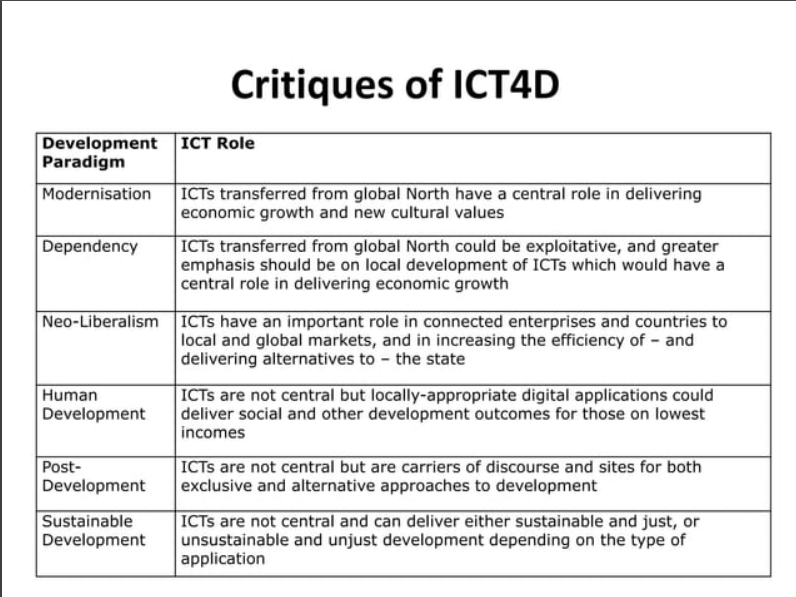 Critiques of ICT4D
Development
Paradigm
ICT Role
Modernisation
ICTs transferred from global North have a central role in delivering
economic growth and new cultural values
Dependency
ICTs transferred from global North could be exploitative, and greater
emphasis should be on local development of ICTs which would have a
central role in delivering economic growth
Neo-Liberalism
ICTs have an important role in connected enterprises and countries to
local and global markets, and in increasing the efficiency of – and
delivering alternatives to – the state
Human
Development
ICTs are not central but locally-appropriate digital applications could
deliver social and other development outcomes for those on lowest
incomes
Post-
Development
ICTs are not central but are carriers of discourse and sites for both
exclusive and alternative approaches to development
Sustainable
Development
ICTs are not central and can deliver either sustainable and just, or
unsustainable and unjust development depending on the type of
application